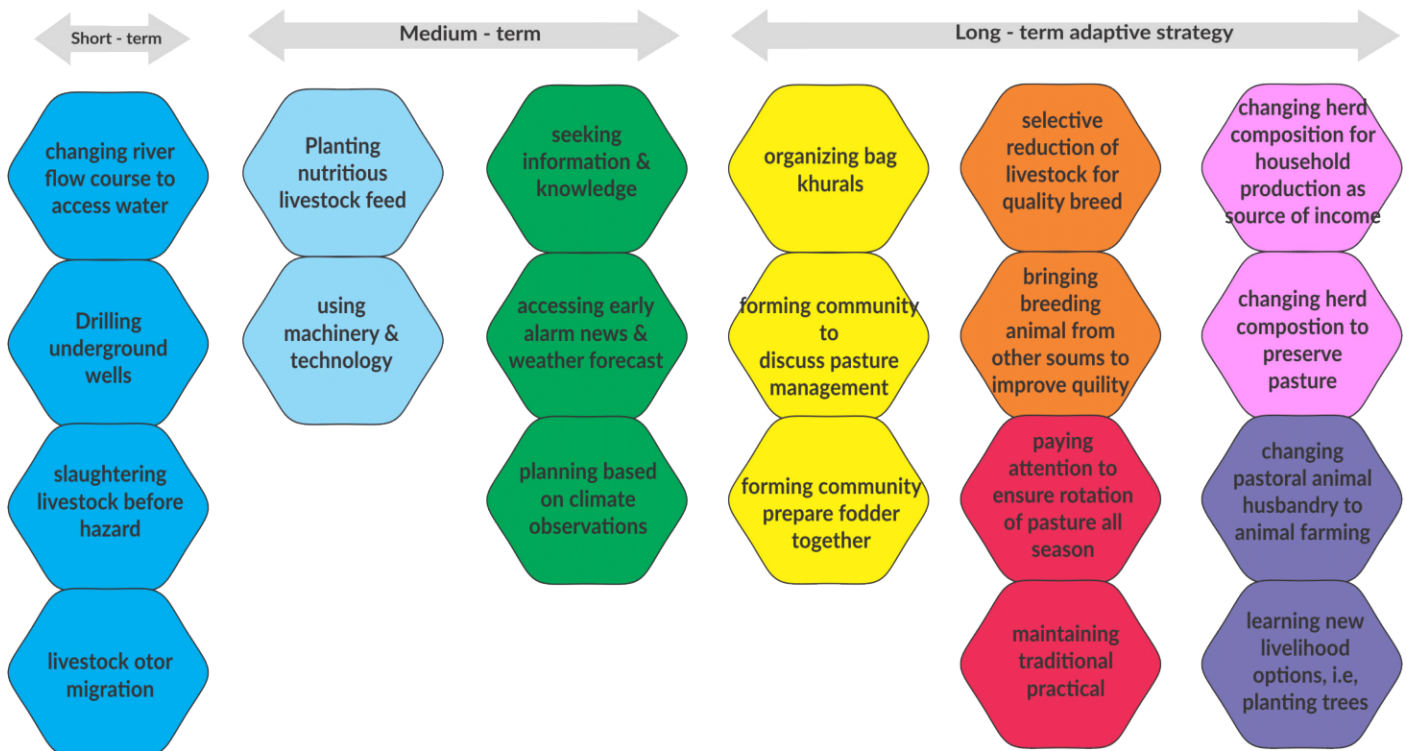 Short - term
Medium - term
Long - term adaptive strategy
changing river
flow course to
access water
Drilling
underground
wells
slaughtering
livestock before
hazard
livestock otor
migration
Planting
nutritious
livestock feed
using
machinery &
technology
seeking
information &
knowledge
accessing early
alarm news &
weather forecast
planning based
on climate
observations
organizing bag
khurals
forming community
to
discuss pasture
management
forming community
prepare fodder
together
selective
reduction of
livestock for
quality breed
bringing
breeding
animal from
other soums to
improve quility
paying
attention to
ensure rotation
of pasture all
season
maintaining
traditional
practical
changing herd
composition for
household
production as
source of income
changing herd
compostion to
preserve
pasture
changing
pastoral animal
husbandry to
animal farming
learning new
livelihood
options, i.e,
planting trees